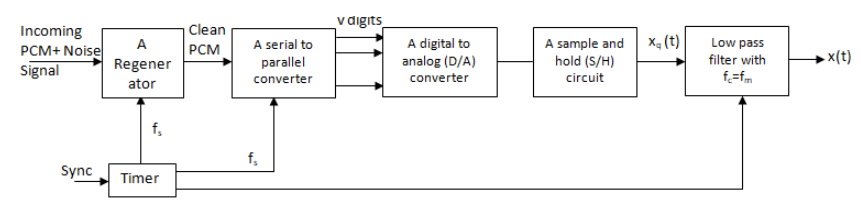 Incoming
PCM+ Noise
Signal
A
Regener
ator
Clean
PCM
A serial to
parallel
converter
v digits
A digital to
analog (D/A)
converter
A sample and
hold (S/H)
circuit
xq (t)
Low pass
filter with
fc=fm
x(t)
fs
fs
Sync
Timer